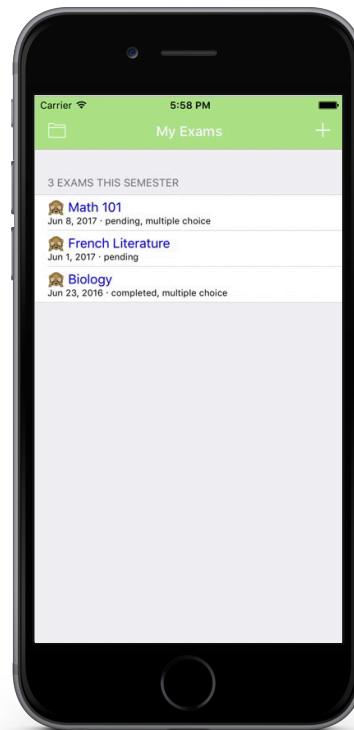 Carrier 5:58 PM
My Exams
3 EXAMS THIS SEMESTER
Math 101
Jun 8, 2017 · pending, multiple choice
French Literature
Jun 1, 2017 · pending
Biology
Jun 23, 2016 · completed, multiple choice